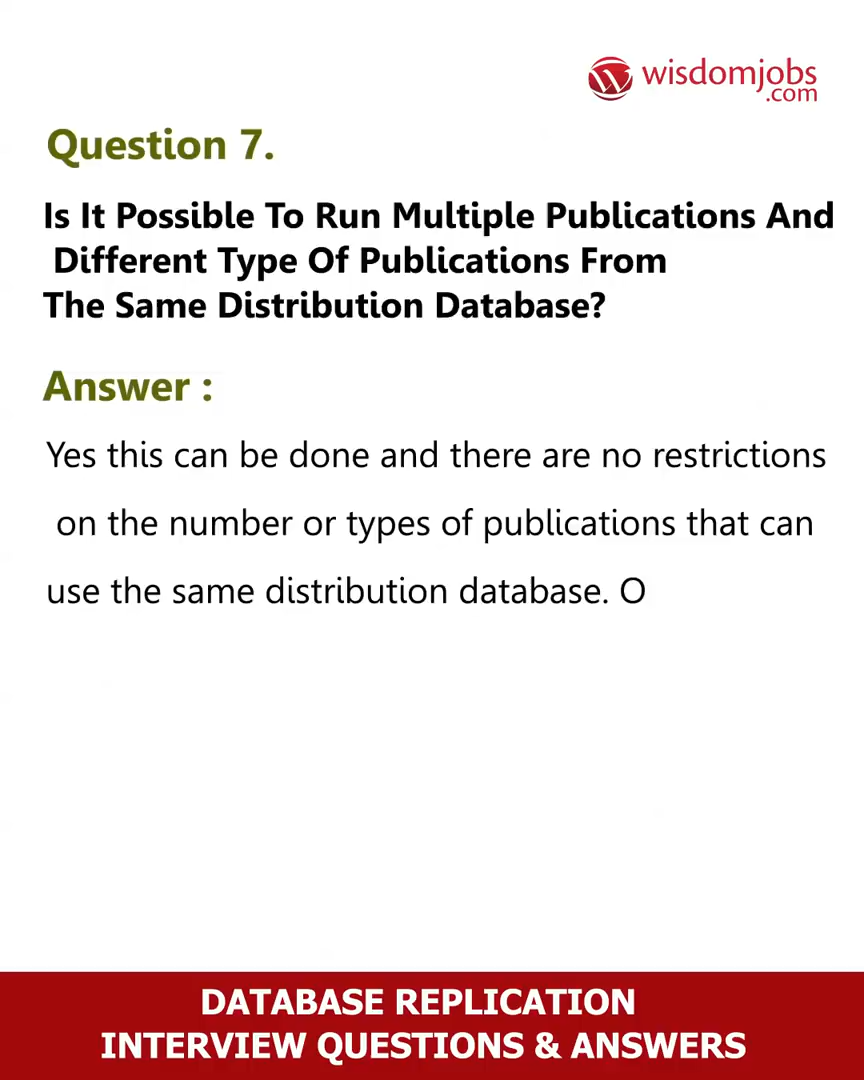 wisdomjobs
.com
Question 7.
Is It Possible To Run Multiple Publications And
Different Type Of Publications From
The Same Distribution Database?
Answer :
Yes this can be done and there are no restrictions
on the number or types of publications that can
use the same distribution database. O
DATABASE REPLICATION
INTERVIEW QUESTIONS & ANSWERS